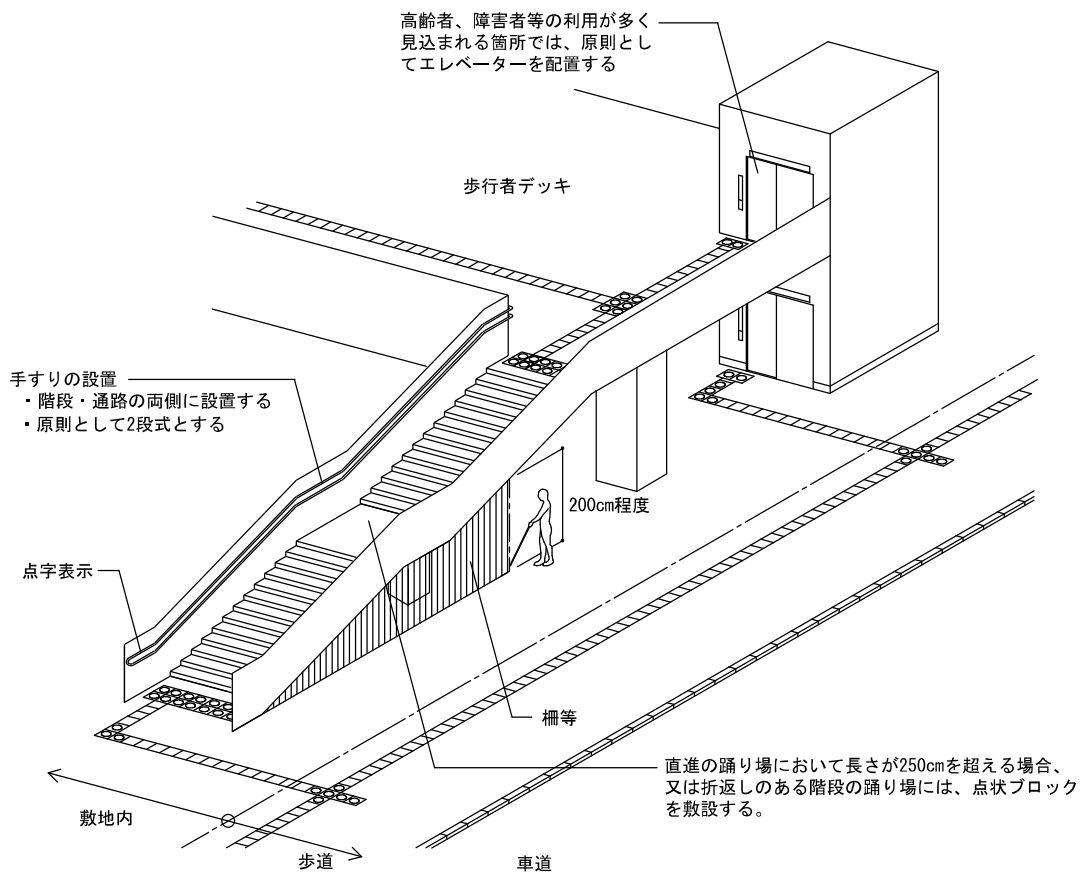 高齢者、障害者等の利用が多く
見込まれる箇所では、原則とし
てエレベーターを配置する
歩行者デッキ
手すりの設置
・階段・通路の両側に設置する
・原則として2段式とする
200cm程度
点字表示
柵等
直進の踊り場において長さが250cmを超える場合、
又は折返しのある階段の踊り場には、点状ブロック
を敷設する。
敷地内
歩道
車道